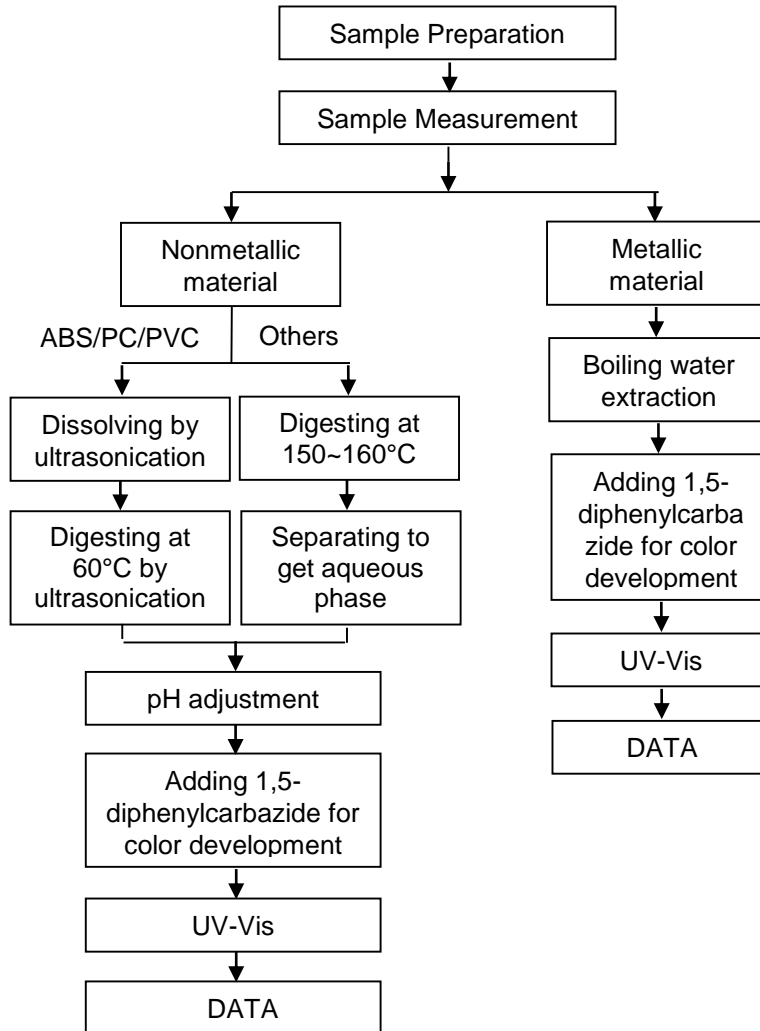 Sample Preparation
Sample Measurement
Nonmetallic
material
Metallic
material
ABS/PC/PVC
Others
Boiling water
extraction
Dissolving by
ultrasonication
Digesting at
150~160°C
Adding 1,5-
diphenylcarba
zide for color
development
Digesting at
60°C by
ultrasonication
Separating to
get aqueous
phase
UV-Vis
pH adjustment
DATA
Adding 1,5-
diphenylcarbazide for
color development
UV-Vis
DATA